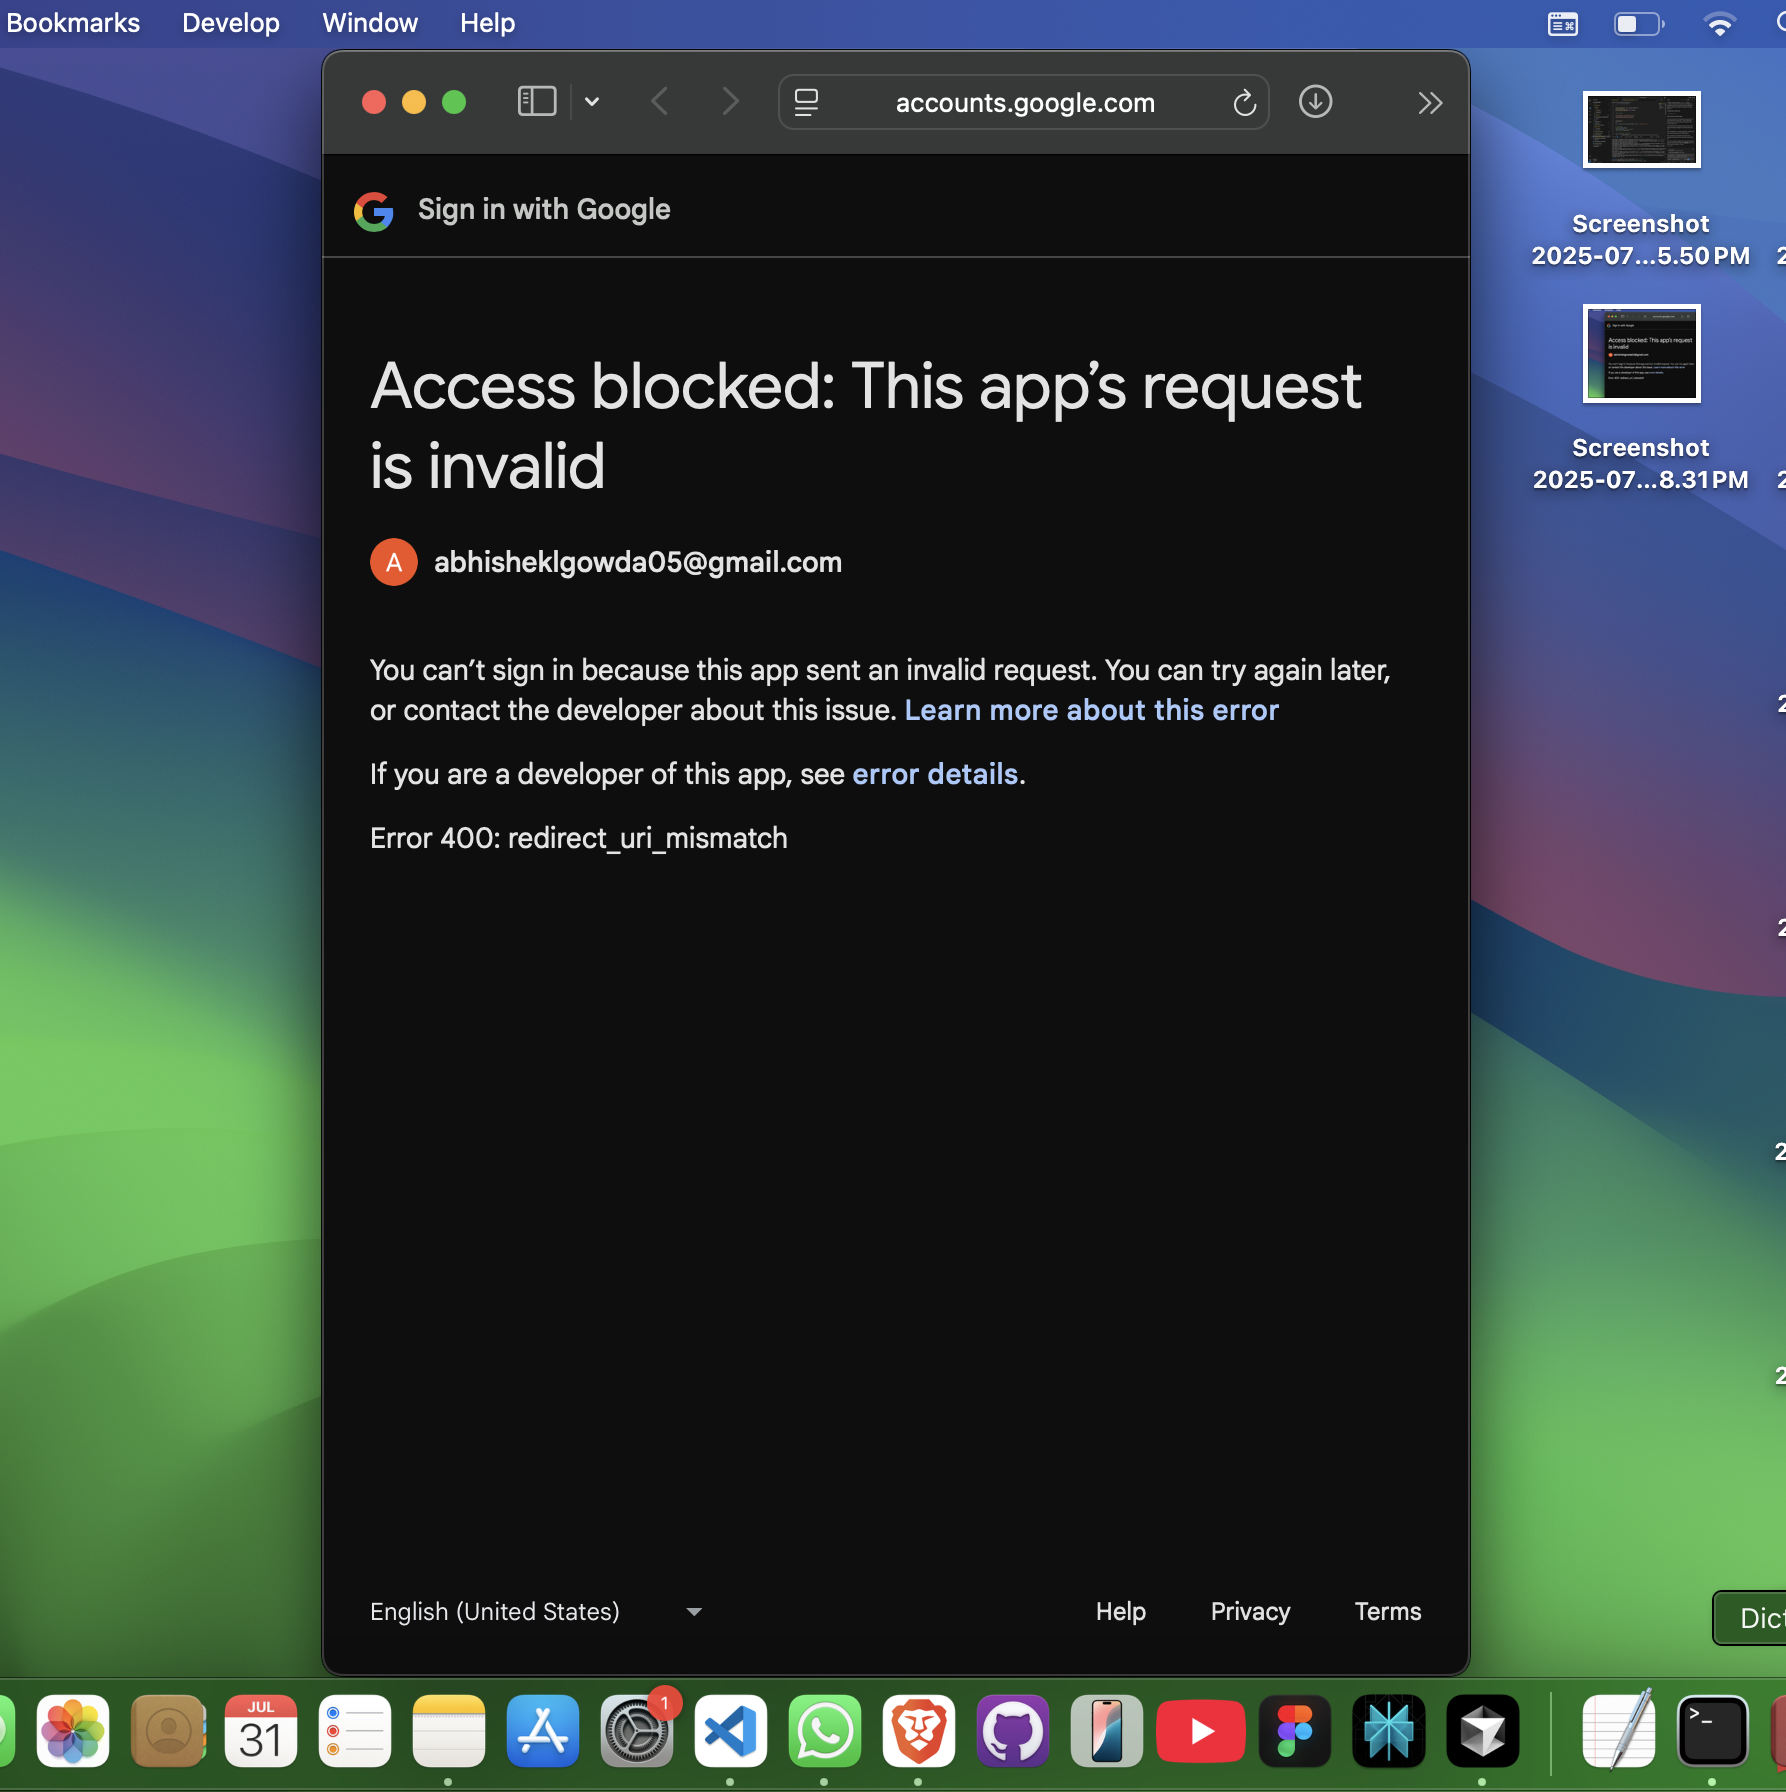 Bookmarks Develop Window Help
accounts.google.com
Sign in with Google
Access blocked: This app’s request
is invalid
A abhisheklgowda05@gmail.com
You can’t sign in because this app sent an invalid request. You can try again later,
or contact the developer about this issue. Learn more about this error
If you are a developer of this app, see error details.
Error 400: redirect_uri_mismatch
English (United States) Help Privacy Terms
Screenshot
2025-07...5.50 PM
Screenshot
2025-07...8.31 PM
JUL
31
1
>_